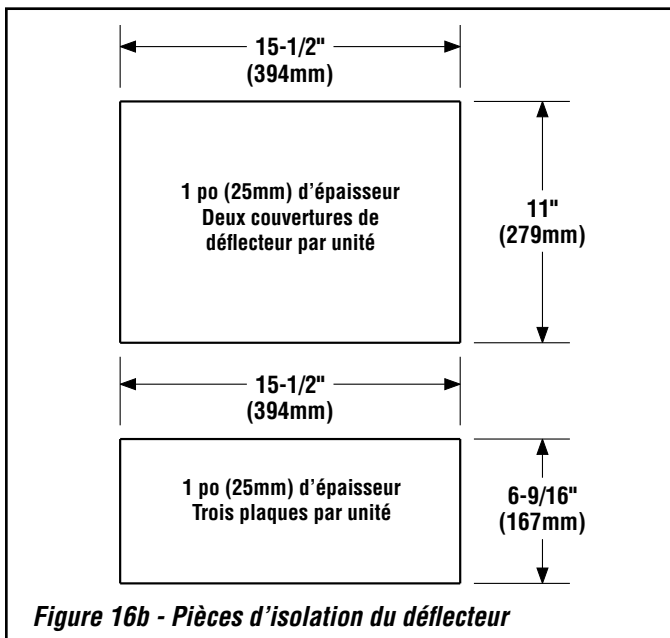 15-1/2"
(394mm)
1 po (25mm) d’épaisseur
Deux couvertures de
déflecteur par unité
11"
(279mm)
15-1/2"
(394mm)
1 po (25mm) d’épaisseur
Trois plaques par unité
6-9/16"
(167mm)
Figure 16b - Pièces d’isolation du déflecteur